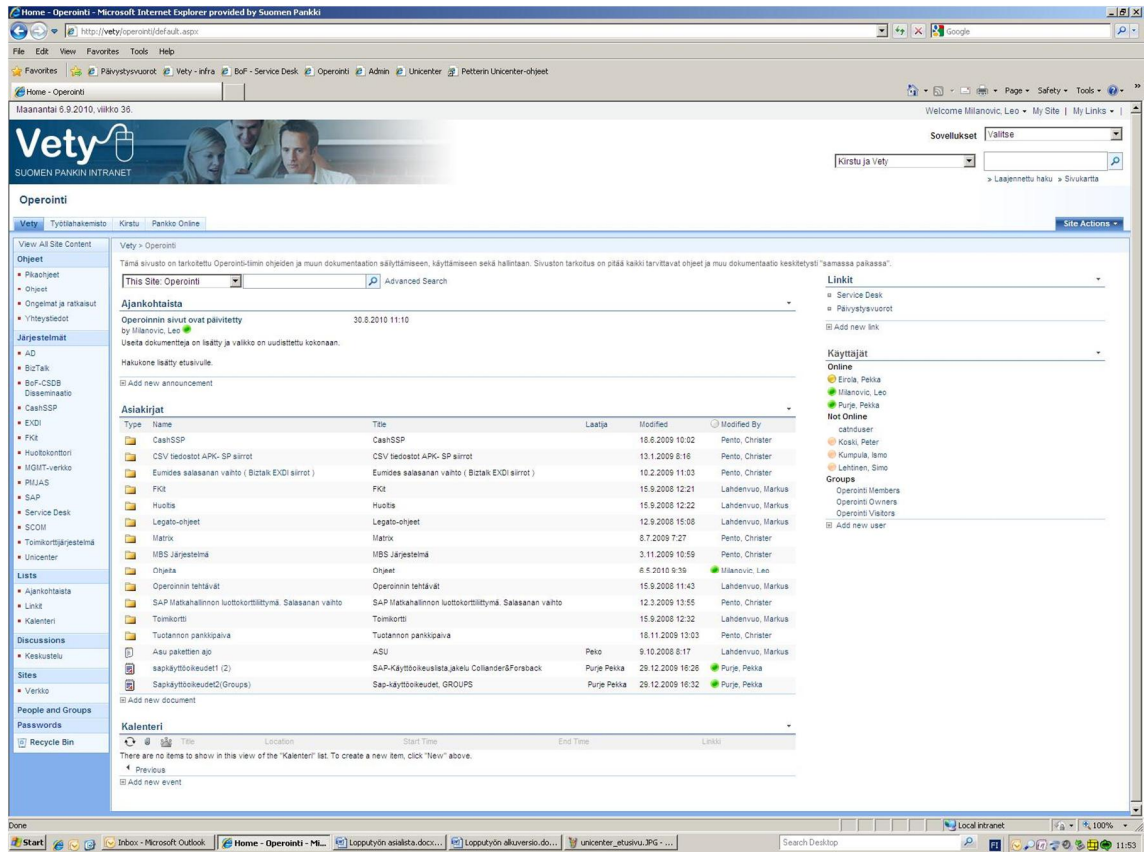 Home - Operointi - Microsoft Internet Explorer provided by Suomen Pankki
http://vety/operointi/default.aspx
Google
File Edit View Favorites Tools Help
Favorites Päivystysvuorot Vety - infra BoF - Service Desk Operointi Admin Unicenter Petterin Unicenter-ohjeet
Home - Operointi
Page Safety Tools
Maanantai 6.9.2010, viikko 36.
Welcome Milanovic, Leo My Site | My Links |
Vety
SUOMEN PANKIN INTRANET
Sovellukset Valitse
Kirstu ja Vety
» Laajennettu haku » Sivukartta
Operointi
Vety Työtilahakemisto Kirstu Pankko Online
Site Actions
View All Site Content
Ohjeet
Pikaohjeet
Ohjeet
Ongelmat ja ratkaisut
Yhteystiedot
Järjestelmät
AD
BizTalk
BoF-CSDB
Disseminaatio
CashSSP
EXDI
FKit
Huoltokonttori
MGMT-verkko
PMJAS
SAP
Service Desk
SCOM
Toimikorttijärjestelmä
Unicenter
Lists
Ajankohtaista
Linkit
Kalenteri
Discussions
Keskustelu
Sites
Verkko
People and Groups
Passwords
Recycle Bin
Vety > Operointi
Tämä sivusto on tarkoitettu Operointi-tiimin ohjeiden ja muun dokumentaation säilyttämiseen, käyttämiseen sekä hallintaan. Sivuston tarkoitus on pitää kaikki tarvittavat ohjeet ja muu dokumentaatio keskitetysti "samassa paikassa".
This Site: Operointi Advanced Search
Ajankohtaista
Operoinnin sivut ovat päivitetty 30.8.2010 11:10
by Milanovic, Leo
Useita dokumentteja on lisätty ja valikko on uudistettu kokonaan.
Hakukone lisätty etusivulle.
Add new announcement
Asiakirjat
Type Name Title Laatija Modified Modified By
CashSSP CashSSP 18.6.2009 10:02 Pento, Christer
CSV tiedostot APK- SP siirrot CSV tiedostot APK- SP siirrot 13.1.2009 8:16 Pento, Christer
Eumides salasanan vaihto ( Biztalk EXDI siirrot ) Eumides salasanan vaihto ( Biztalk EXDI siirrot ) 10.2.2009 11:03 Pento, Christer
FKit FKit 15.9.2008 12:21 Lahdenvuo, Markus
Huoltis Huoltis 15.9.2008 12:22 Lahdenvuo, Markus
Legato-ohjeet Legato-ohjeet 12.9.2008 15:08 Lahdenvuo, Markus
Matrix Matrix 8.7.2009 7:27 Pento, Christer
MBS Järjestelmä MBS Järjestelmä 3.11.2009 10:59 Pento, Christer
Ohjeita Ohjeet 6.5.2010 9:39 Milanovic, Leo
Operoinnin tehtävät Operoinnin tehtävät 15.9.2008 11:43 Lahdenvuo, Markus
SAP Matkahallinnon luottokorttiliittymä. Salasanan vaihto SAP Matkahallinnon luottokorttiliittymä. Salasanan vaihto 12.3.2009 13:55 Pento, Christer
Toimikortti Toimikortti 15.9.2008 12:32 Lahdenvuo, Markus
Tuotannon pankkipaiva Tuotannon pankkipaiva 18.11.2009 13:03 Pento, Christer
Asu pakettien ajo ASU Peko 9.10.2008 8:17 Lahdenvuo, Markus
sapkäyttöoikeudet1 (2) SAP-Käyttöoikeuslista,jakelu Coliander&Forsback Purje Pekka 29.12.2009 16:26 Purje, Pekka
Sapkäyttöoikeudet2(Groups) Sap-käyttöoikeudet, GROUPS Purje Pekka 29.12.2009 16:32 Purje, Pekka
Add new document
Kalenteri
Title Location Start Time End Time Linkki
There are no items to show in this view of the "Kalenteri" list. To create a new item, click "New" above.
Previous
Add new event
Linkit
Service Desk
Päivystysvuorot
Add new link
Käyttäjät
Online
Eirola, Pekka
Milanovic, Leo
Purje, Pekka
Not Online
catnduser
Koski, Peter
Kumpula, Ismo
Lehtinen, Simo
Groups
Operointi Members
Operointi Owners
Operointi Visitors
Add new user
Done
Local intranet
100%
Start Inbox - Microsoft Outlook Home - Operointi - Mi... Lopputyön asialista.docx... Lopputyön alkuversio.do... unicenter_etusivu.JPG - ... Search Desktop FI 11:53